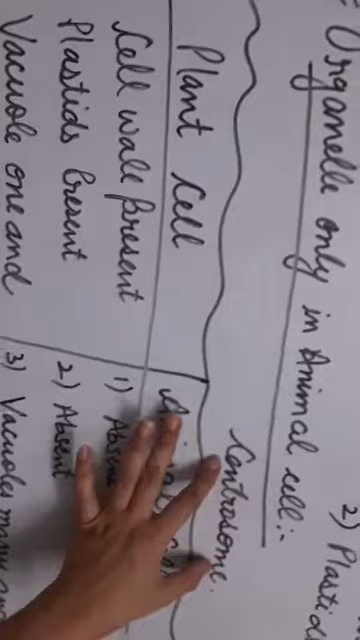 2) Plastids
Organelle only in Animal cell:-
Centrosome.
Plant Cell
Cell wall Present
1) Absent
Plastids Present
2) Absent
Vacuole one and
3) Vacuoles many